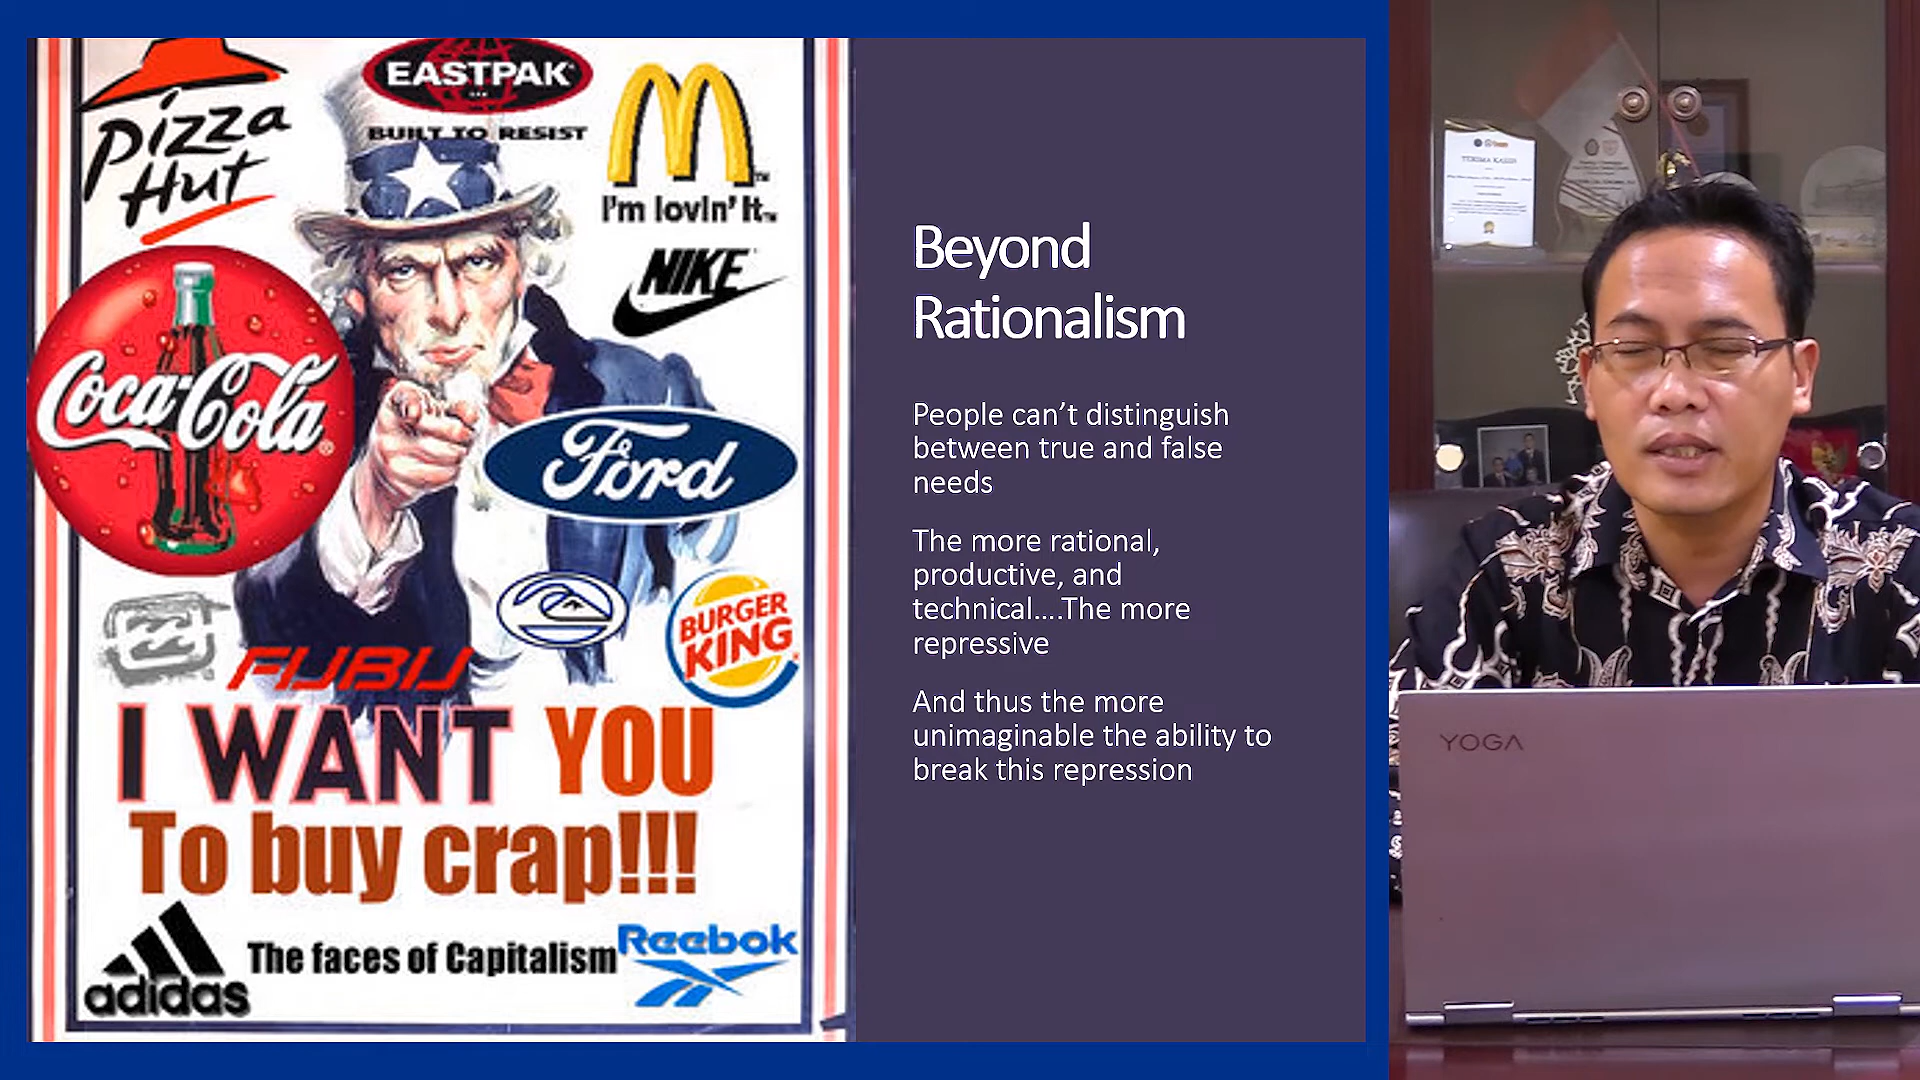 Pizza
Hut
EASTPAK
BUILT TO RESIST
M
I'm lovin' it
TM
NIKE
Coca-Cola
Ford
BURGER
KING
FUBU
I WANT YOU
To buy crap!!!
adidas
The faces of Capitalism
Reebok
Beyond
Rationalism
People can't distinguish
between true and false
needs
The more rational,
productive, and
technical....The more
repressive
And thus the more
unimaginable the ability to
break this repression
TERIMA KASIH
YOGA